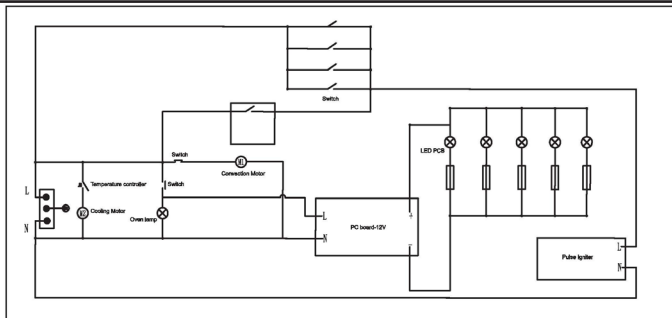 Switch
LED PCB
Switch
M1
Convection Motor
L
Temperature controller
Switch
M2
Cooling Motor
Oven lamp
L
+
PC board-12V
N
−
N
L
Pulse Igniter
N